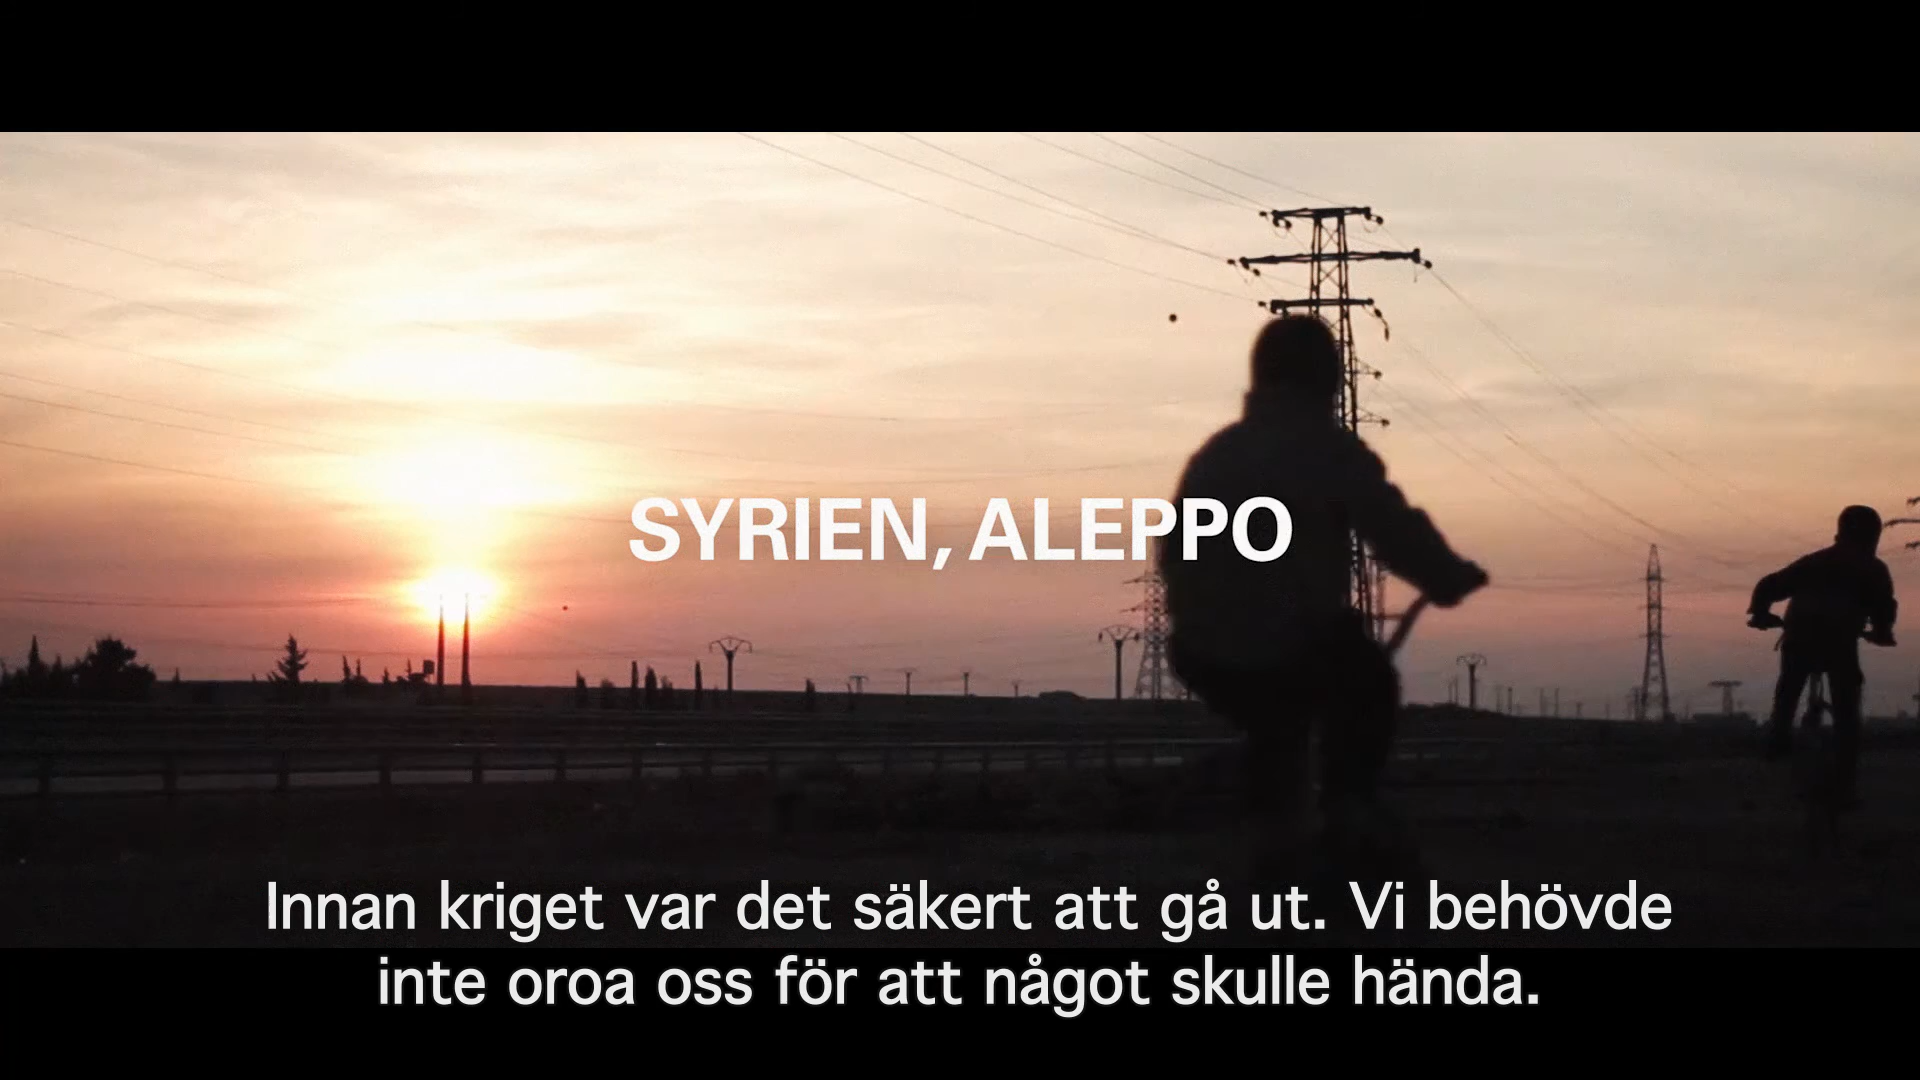 SYRIEN, ALEPPO
Innan kriget var det säkert att gå ut. Vi behövde
inte oroa oss för att något skulle hända.